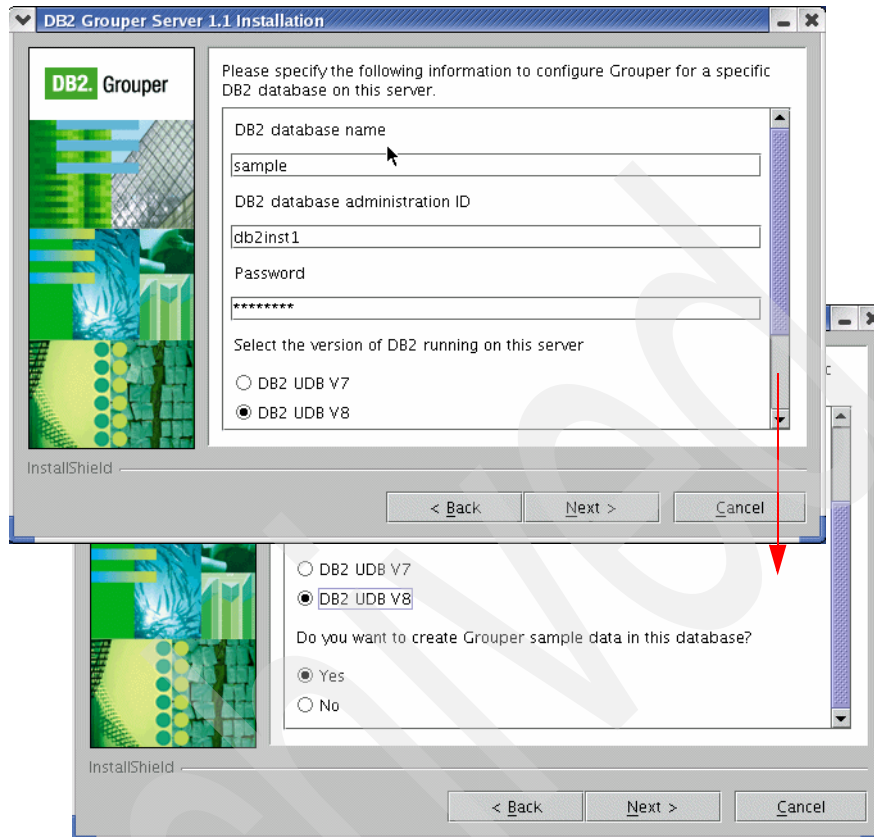 DB2 Grouper Server 1.1 Installation
DB2. Grouper
Please specify the following information to configure Grouper for a specific
DB2 database on this server.
DB2 database name
sample
DB2 database administration ID
db2inst1
Password
********
Select the version of DB2 running on this server
DB2 UDB V7
DB2 UDB V8
InstallShield
< Back
Next >
Cancel
c
DB2 UDB V7
DB2 UDB V8
Do you want to create Grouper sample data in this database?
Yes
No
InstallShield
< Back
Next >
Cancel